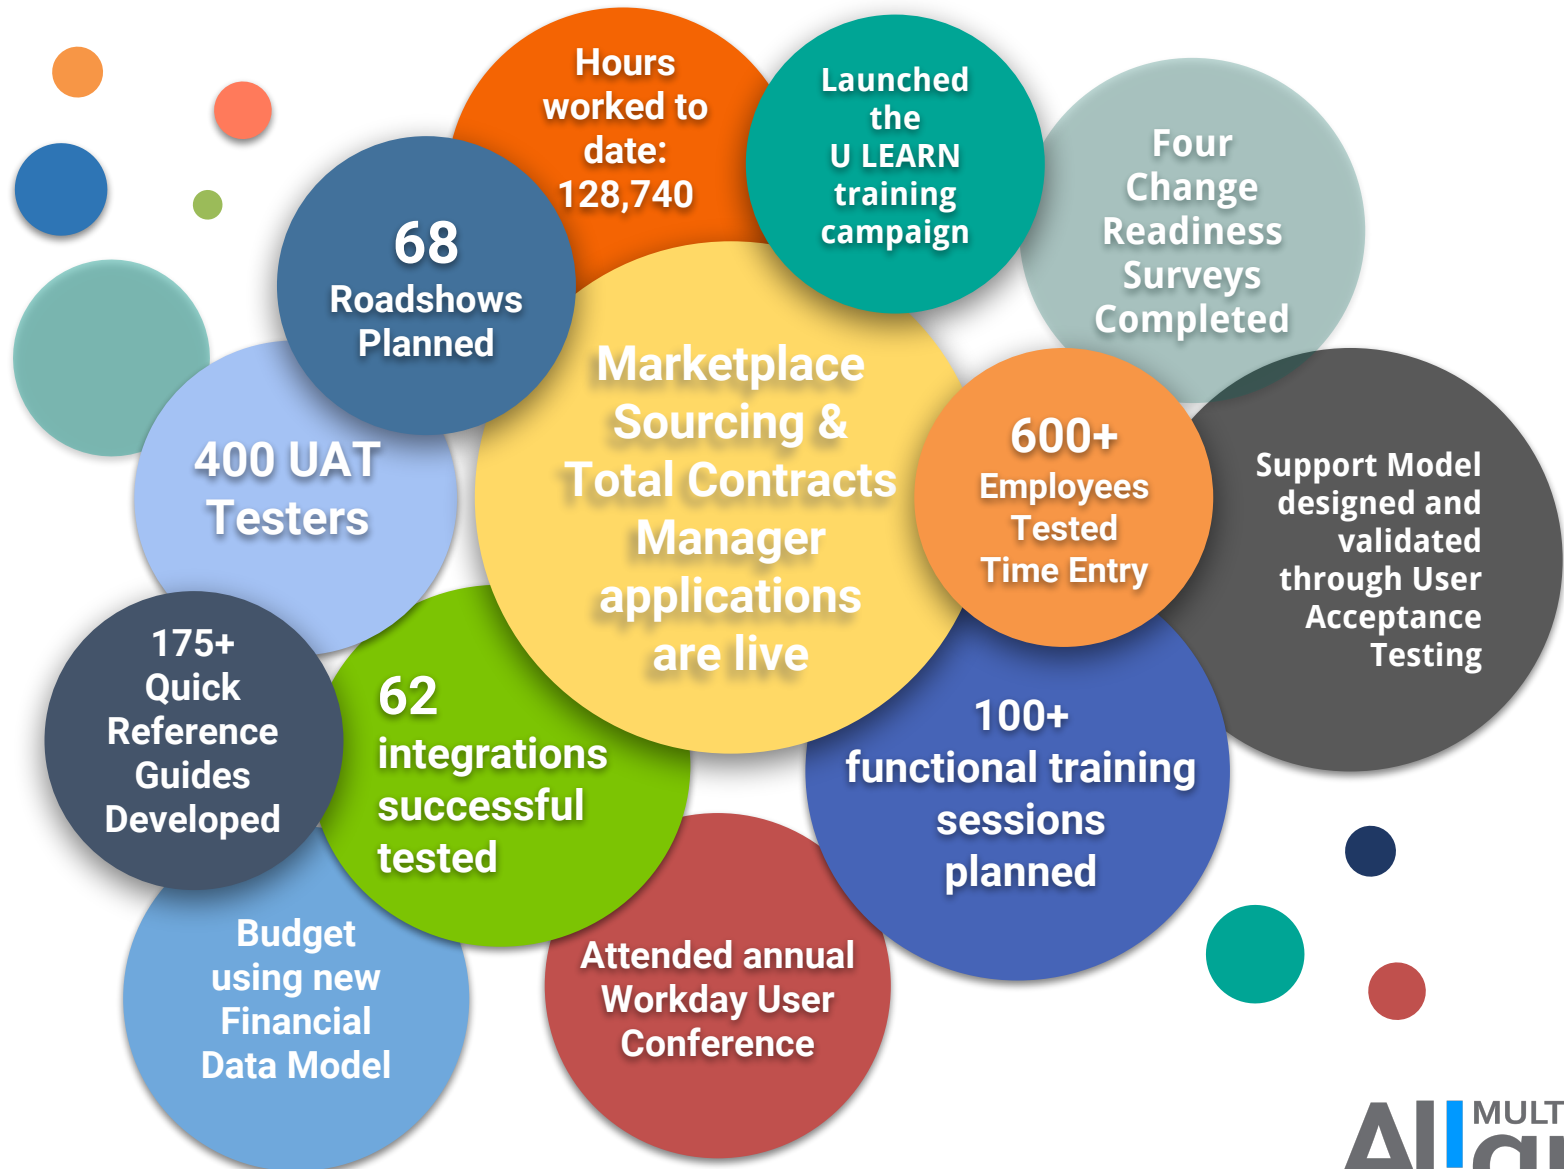 Hours
worked to
date:
128,740
Launched
the
U LEARN
training
campaign
Four
Change
Readiness
Surveys
Completed
68
Roadshows
Planned
Marketplace
Sourcing &
Total Contracts
Manager
applications
are live
400 UAT
Testers
600+
Employees
Tested
Time Entry
Support Model
designed and
validated
through User
Acceptance
Testing
175+
Quick
Reference
Guides
Developed
62
integrations
successful
tested
100+
functional training
sessions
planned
Budget
using new
Financial
Data Model
Attended annual
Workday User
Conference
MULT